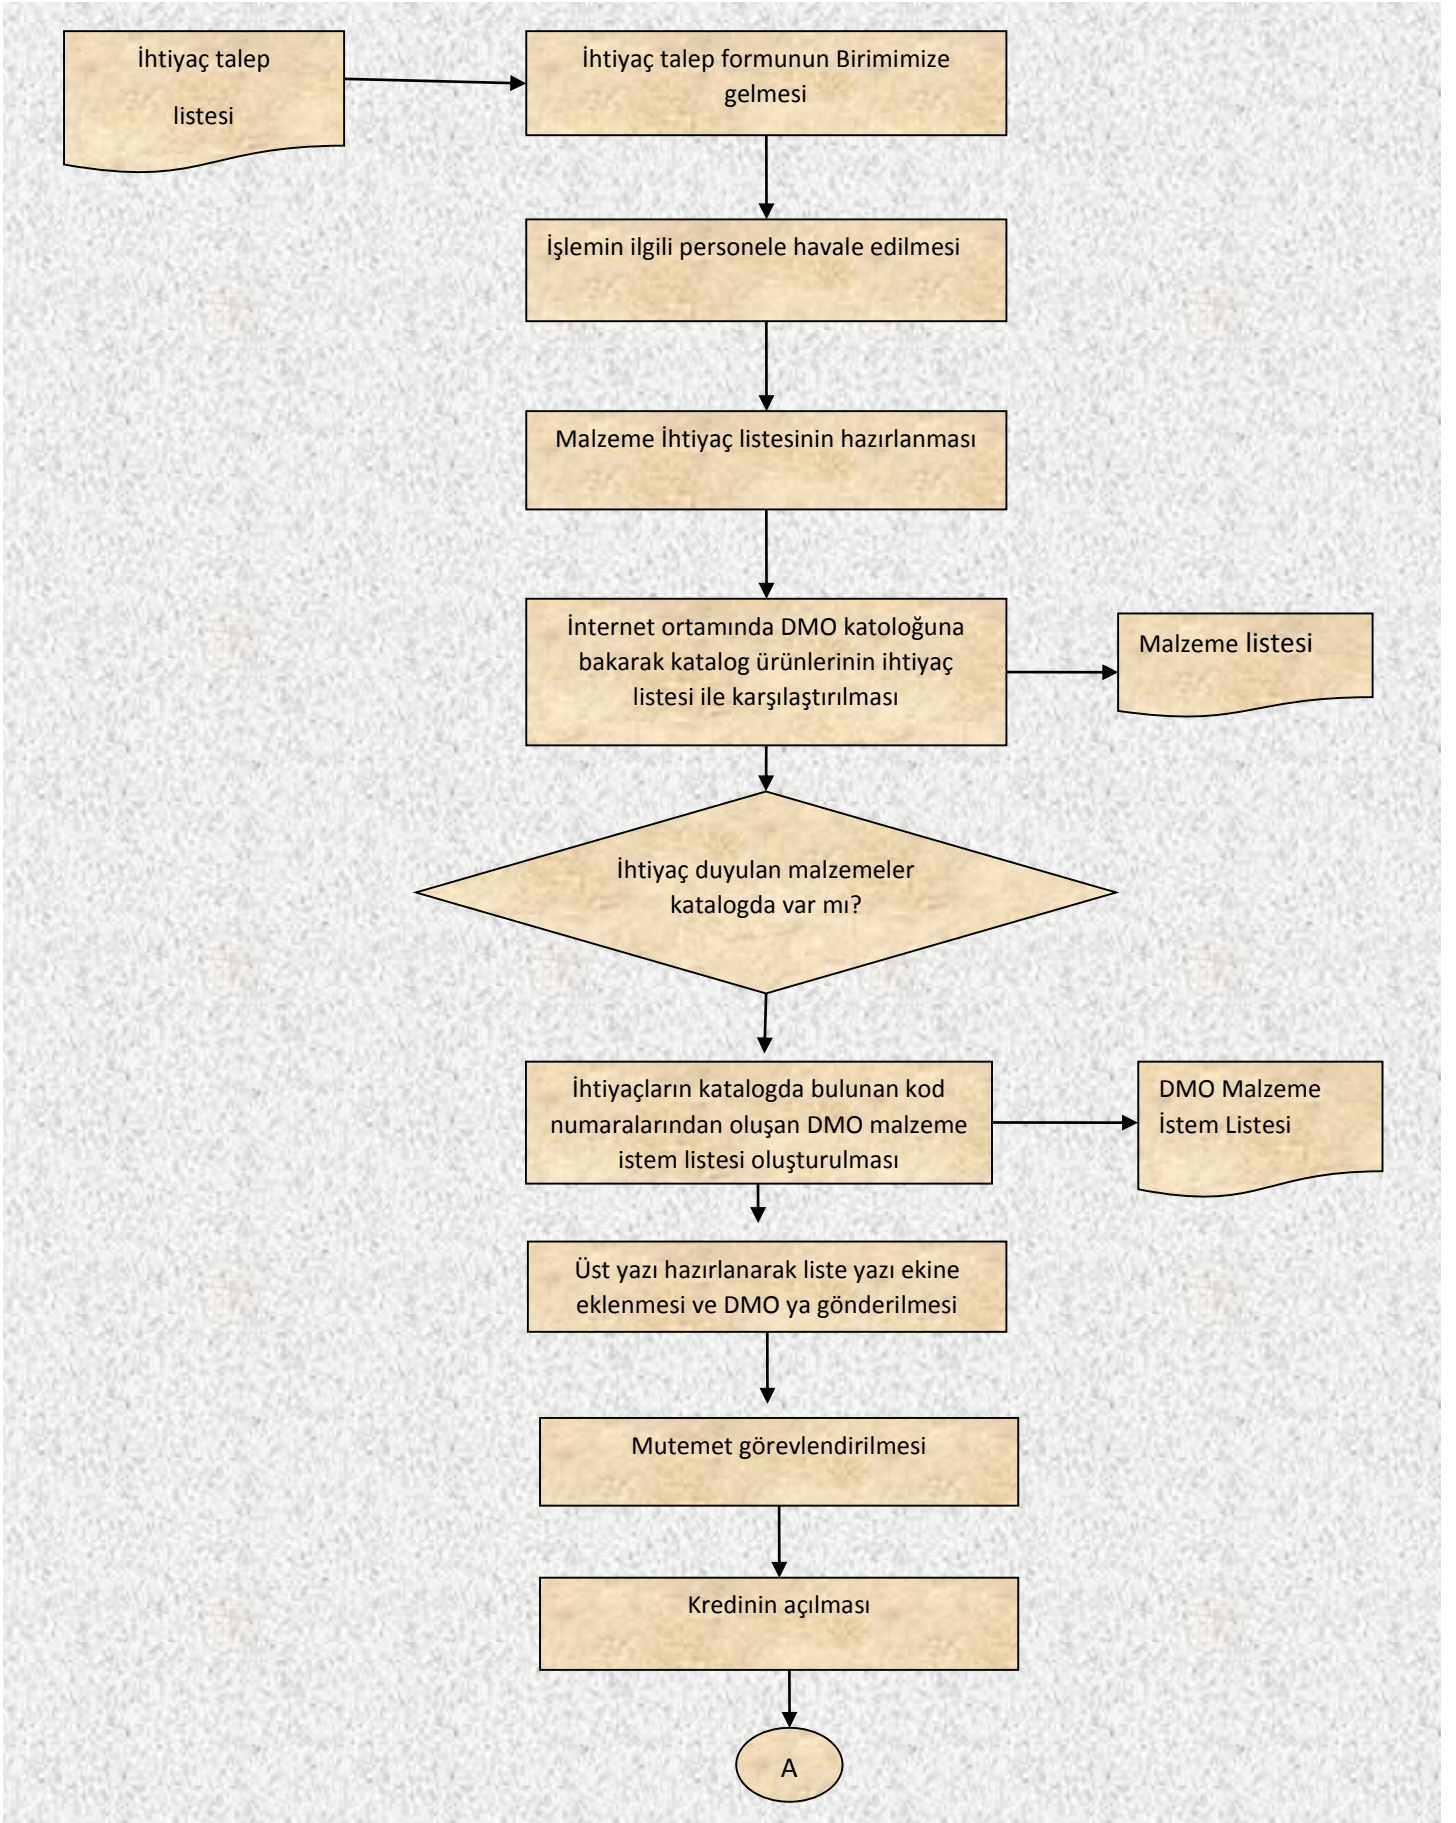 İhtiyaç talep
listesi
İhtiyaç talep formunun Birimimize
gelmesi
İşlemin ilgili personele havale edilmesi
Malzeme İhtiyaç listesinin hazırlanması
İnternet ortamında DMO katoloğuna
bakarak katalog ürünlerinin ihtiyaç
listesi ile karşılaştırılması
Malzeme listesi
İhtiyaç duyulan malzemeler
katalogda var mı?
İhtiyaçların katalogda bulunan kod
numaralarından oluşan DMO malzeme
istem listesi oluşturulması
DMO Malzeme
İstem Listesi
Üst yazı hazırlanarak liste yazı ekine
eklenmesi ve DMO ya gönderilmesi
Mutemet görevlendirilmesi
Kredinin açılması
A